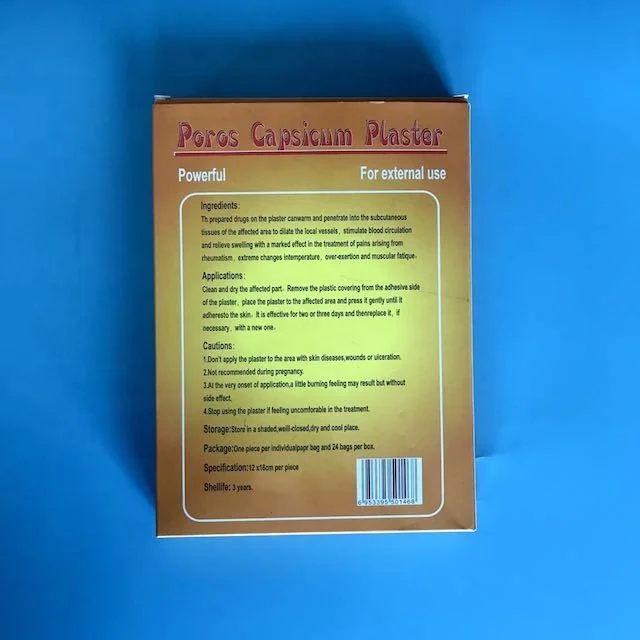 Poros Capsicum Plaster
Powerful For external use
Ingredients:
Th prepared drugs on the plaster canwarm and penetrate into the subcutaneous
tissues of the affected area to dilate the local vessels, stimulate blood circulation
and relieve swelling with a marked effect in the treatment of pains arising from
rheumatism, extreme changes intemperature, over-exertion and muscular fatique.
Applications:
Clean and dry the affected part. Remove the plastic covering from the adhesive side
of the plaster, place the plaster to the affected area and press it gently until it
adheresto the skin. It is effective for two or three days and thenreplace it, if
necessary, with a new one.
Cautions:
1.Don't apply the plaster to the area with skin diseases,wounds or ulceration.
2.Not recommended during pregnancy.
3.At the very onset of application,a little burning feeling may result but without
side effect.
4.Stop using the plaster if feeling uncomforable in the treatment.
Storage:Store in a shaded,weill-closed,dry and cool place.
Package:One piece per individualpapr bag and 24 bags per box.
Specification:12 x18cm per piece
Shellife: 3 years.
6 953395 501468